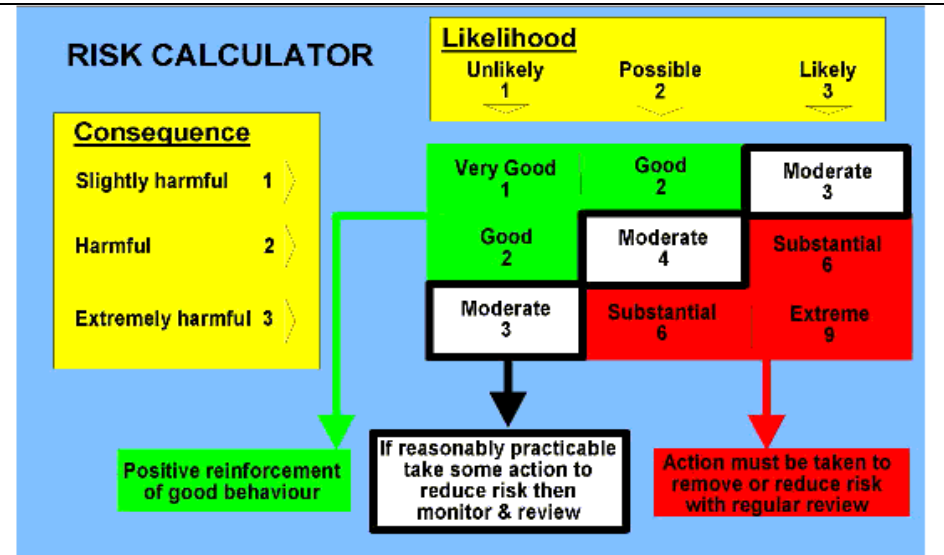 RISK CALCULATOR
Likelihood
Unlikely Possible Likely
1 2 3
Consequence
Slightly harmful 1
Harmful 2
Extremely harmful 3
Very Good Good Moderate
1 2 3
Good Moderate Substantial
2 4 6
Moderate Substantial Extreme
3 6 9
Positive reinforcement
of good behaviour
If reasonably practicable
take some action to
reduce risk then
monitor & review
Action must be taken to
remove or reduce risk
with regular review